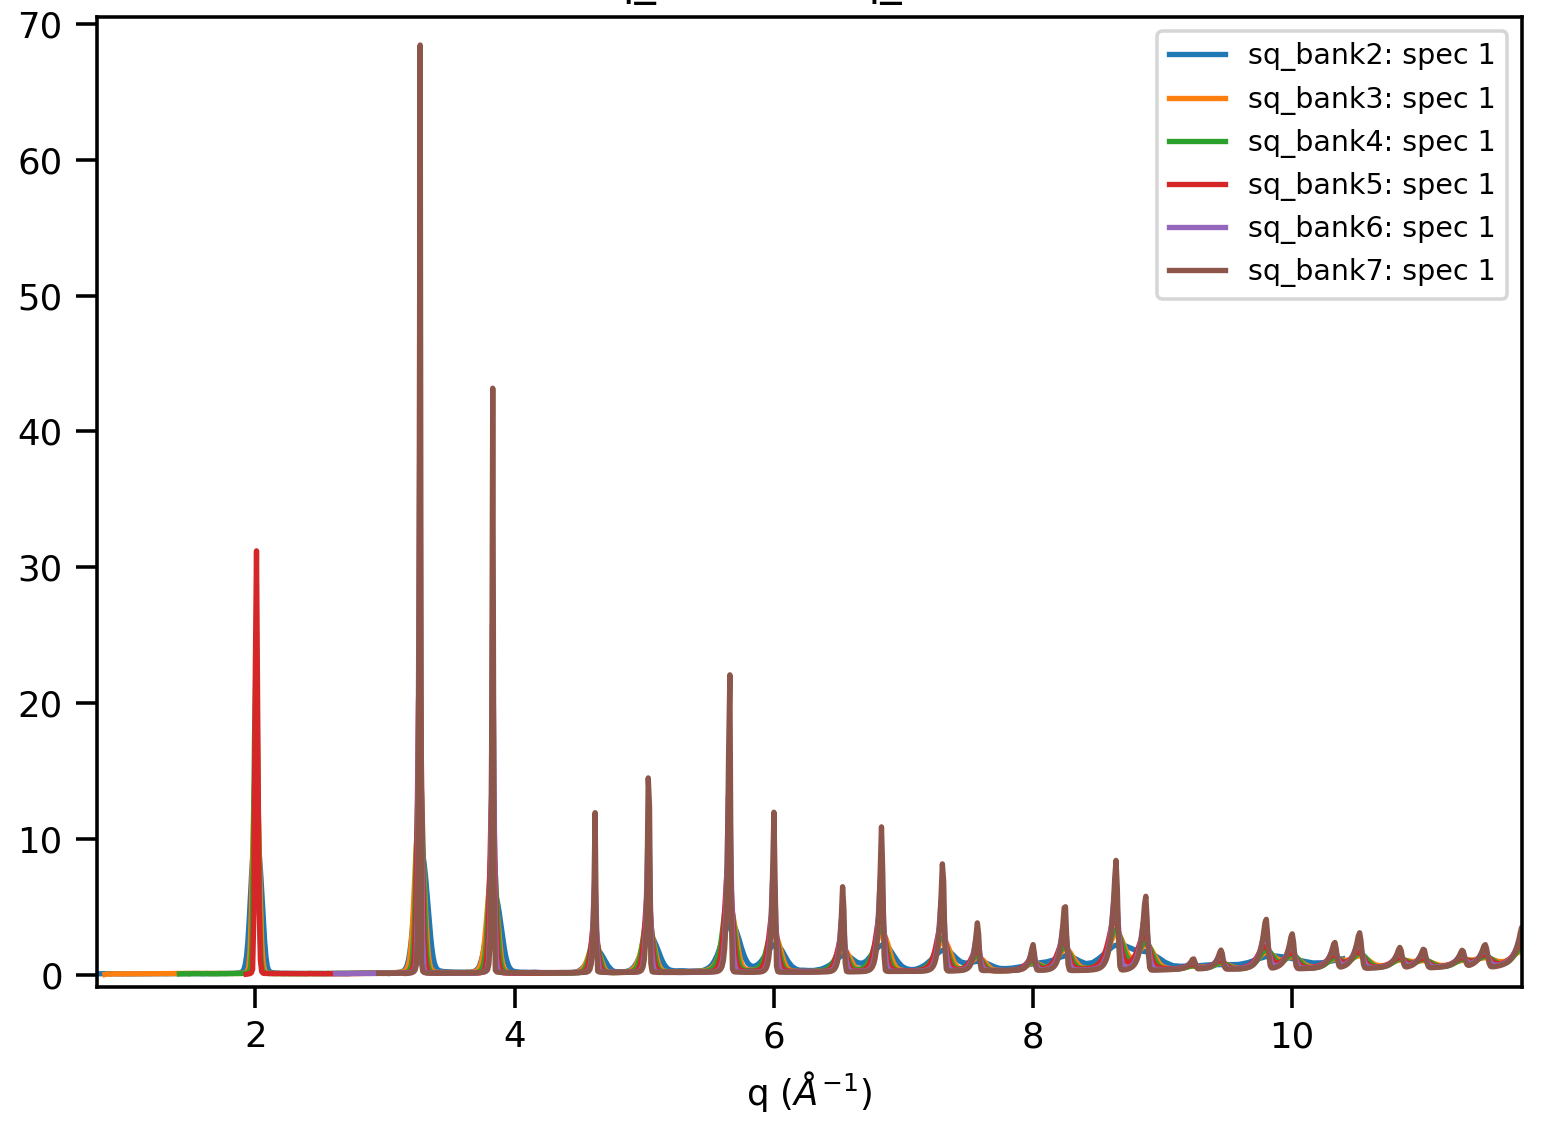 70
60
50
40
30
20
10
0
sq_bank2: spec 1
sq_bank3: spec 1
sq_bank4: spec 1
sq_bank5: spec 1
sq_bank6: spec 1
sq_bank7: spec 1
2 4 6 8 10
q (Å⁻¹)